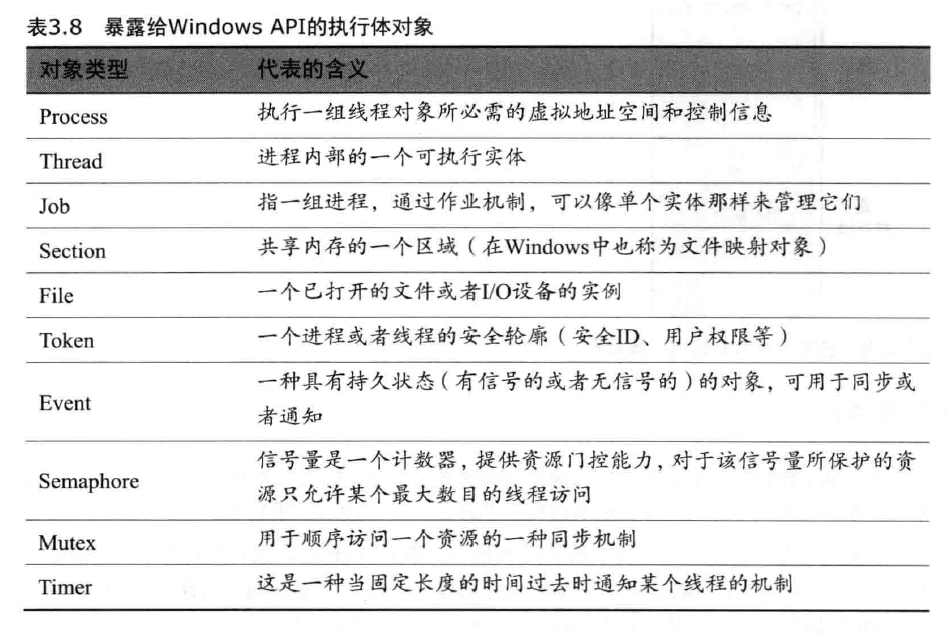 表3.8 暴露给Windows API的执行体对象
对象类型 代表的含义
Process 执行一组线程对象所必需的虚拟地址空间和控制信息
Thread 进程内部的一个可执行实体
Job 指一组进程，通过作业机制，可以像单个实体那样来管理它们
Section 共享内存的一个区域（在Windows中也称为文件映射对象）
File 一个已打开的文件或者I/O设备的实例
Token 一个进程或者线程的安全轮廓（安全ID、用户权限等）
Event 一种具有持久状态（有信号的或者无信号的）的对象，可用于同步或
者通知
Semaphore 信号量是一个计数器，提供资源门控能力，对于该信号量所保护的资
源只允许某个最大数目的线程访问
Mutex 用于顺序访问一个资源的一种同步机制
Timer 这是一种当固定长度的时间过去时通知某个线程的机制